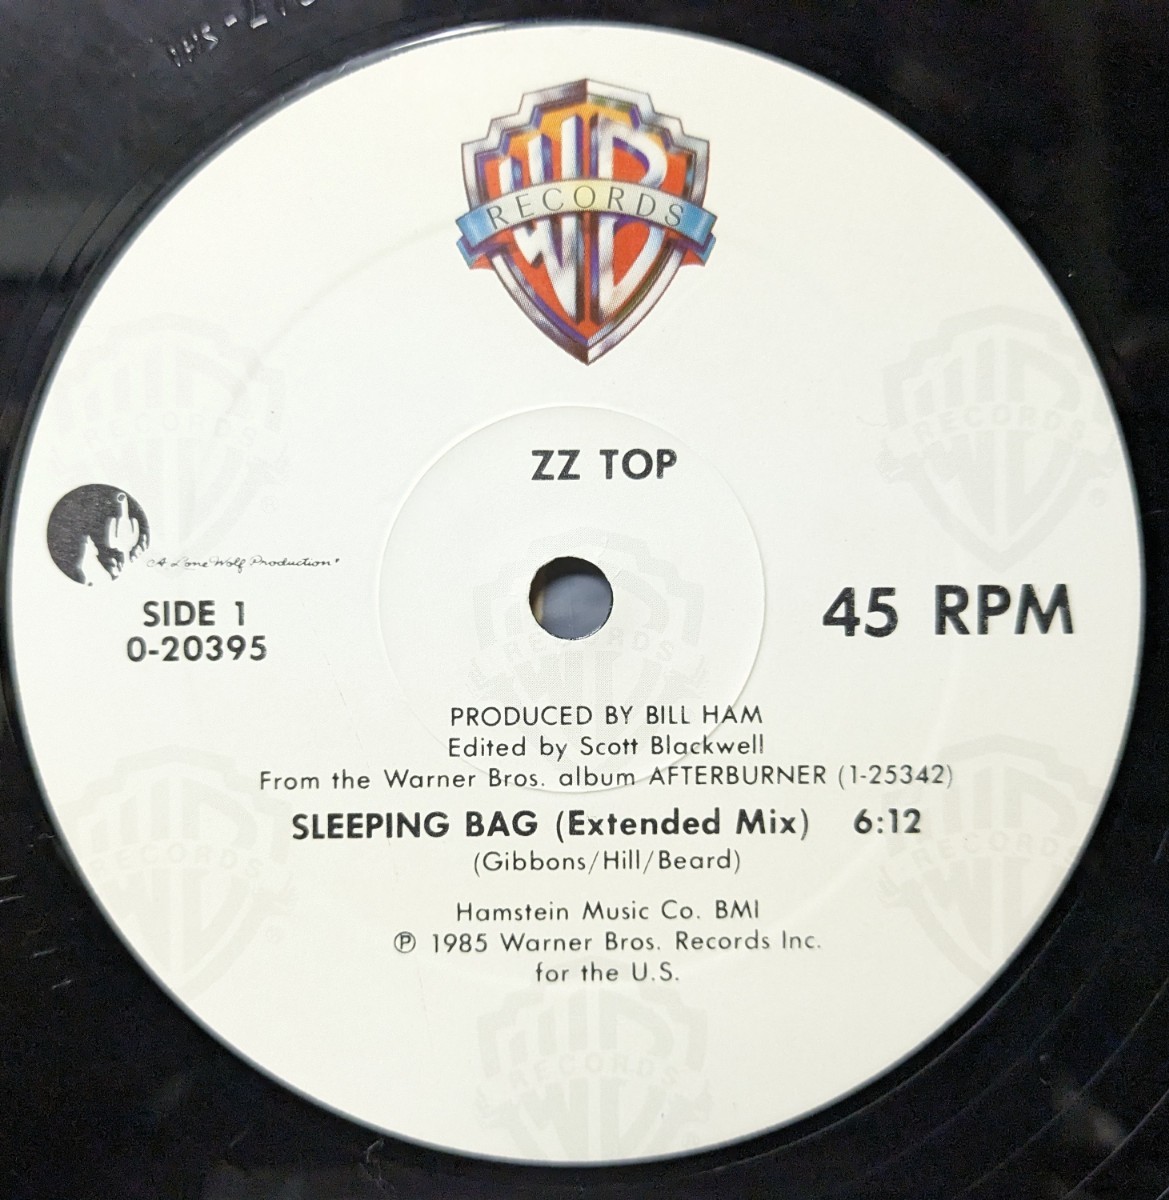 WB
RECORDS
ZZ TOP
A Lone Wolf Production
SIDE 1
0-20395
45 RPM
PRODUCED BY BILL HAM
Edited by Scott Blackwell
From the Warner Bros. album AFTERBURNER (1-25342)
SLEEPING BAG (Extended Mix) 6:12
(Gibbons/Hill/Beard)
Hamstein Music Co. BMI
℗ 1985 Warner Bros. Records Inc.
for the U.S.